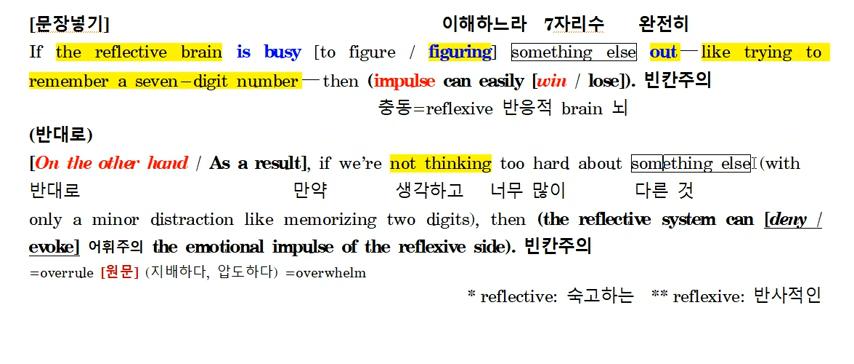 [문장넣기] 이해하느라 7자리수 완전히
If the reflective brain is busy [to figure / figuring] something else out—like trying to
remember a seven-digit number—then (impulse can easily [win / lose]). 빈칸주의
충동=reflexive 반응적 brain 뇌
(반대로)
[On the other hand / As a result], if we're not thinking too hard about something else (with
반대로 만약 생각하고 너무 많이 다른 것
only a minor distraction like memorizing two digits), then (the reflective system can [deny /
evoke] 어휘주의 the emotional impulse of the reflexive side). 빈칸주의
=overrule [원문] (지배하다, 압도하다) =overwhelm
* reflective: 숙고하는 ** reflexive: 반사적인